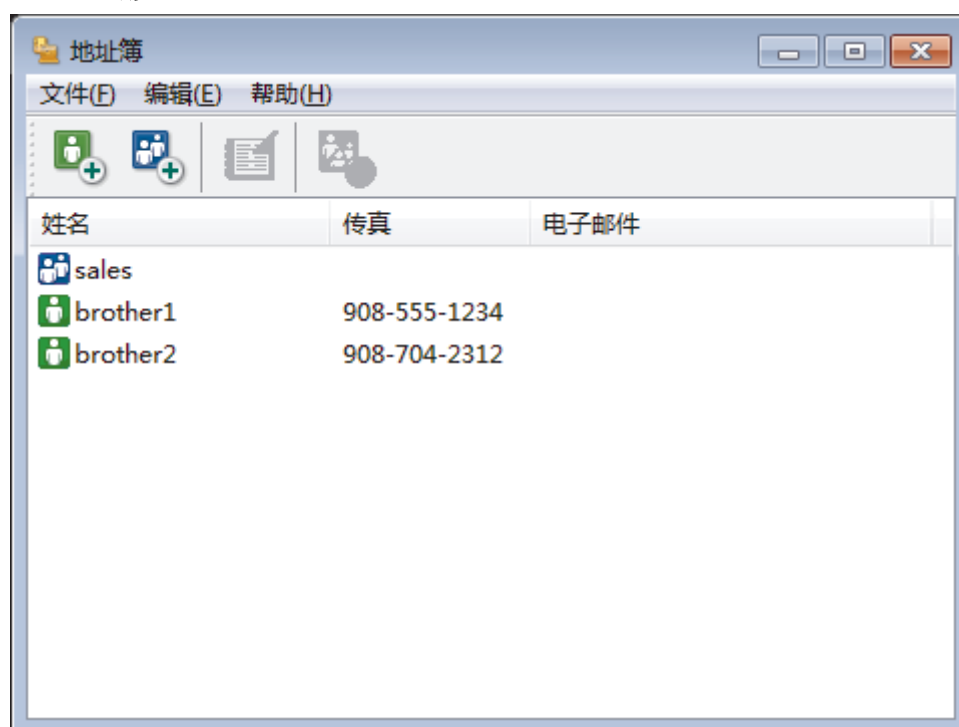 地址簿
文件(F) 编辑(E) 帮助(H)
姓名 传真 电子邮件
sales
brother1 908-555-1234
brother2 908-704-2312